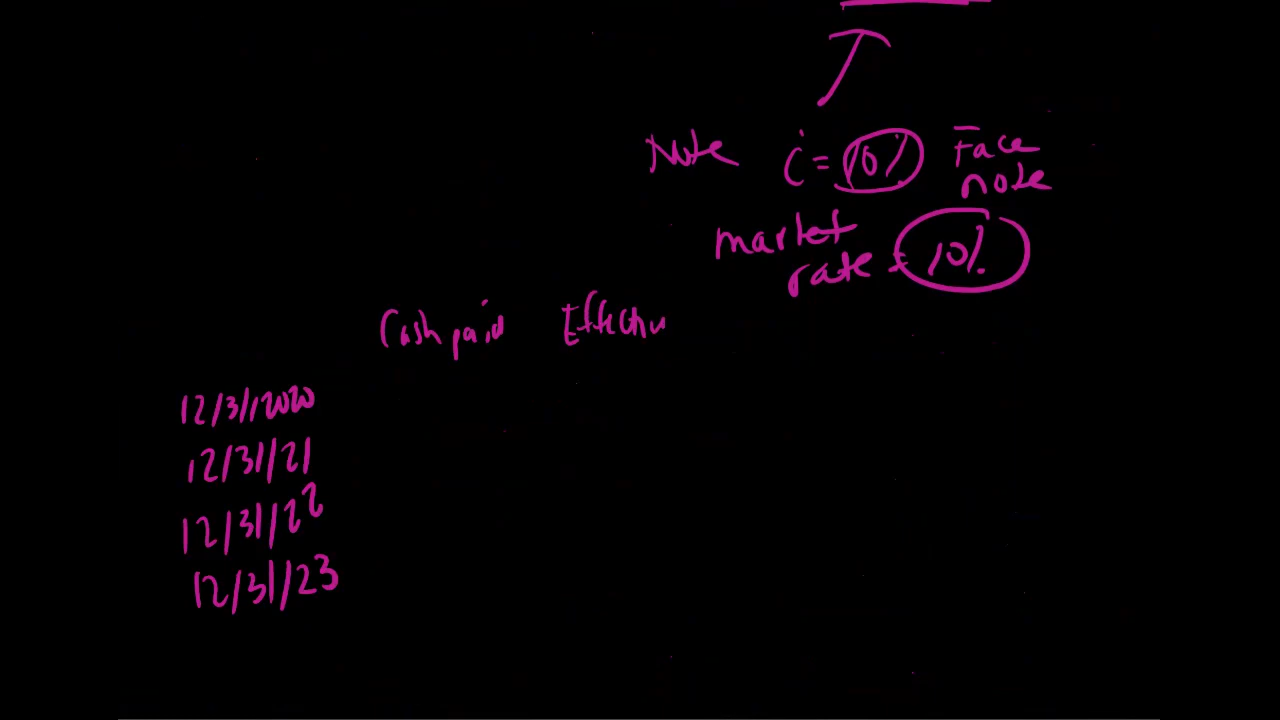 Note i = 10% Face note
market rate = 10%
Cash paid Effectiv
12/31/2020
12/31/21
12/31/22
12/31/23